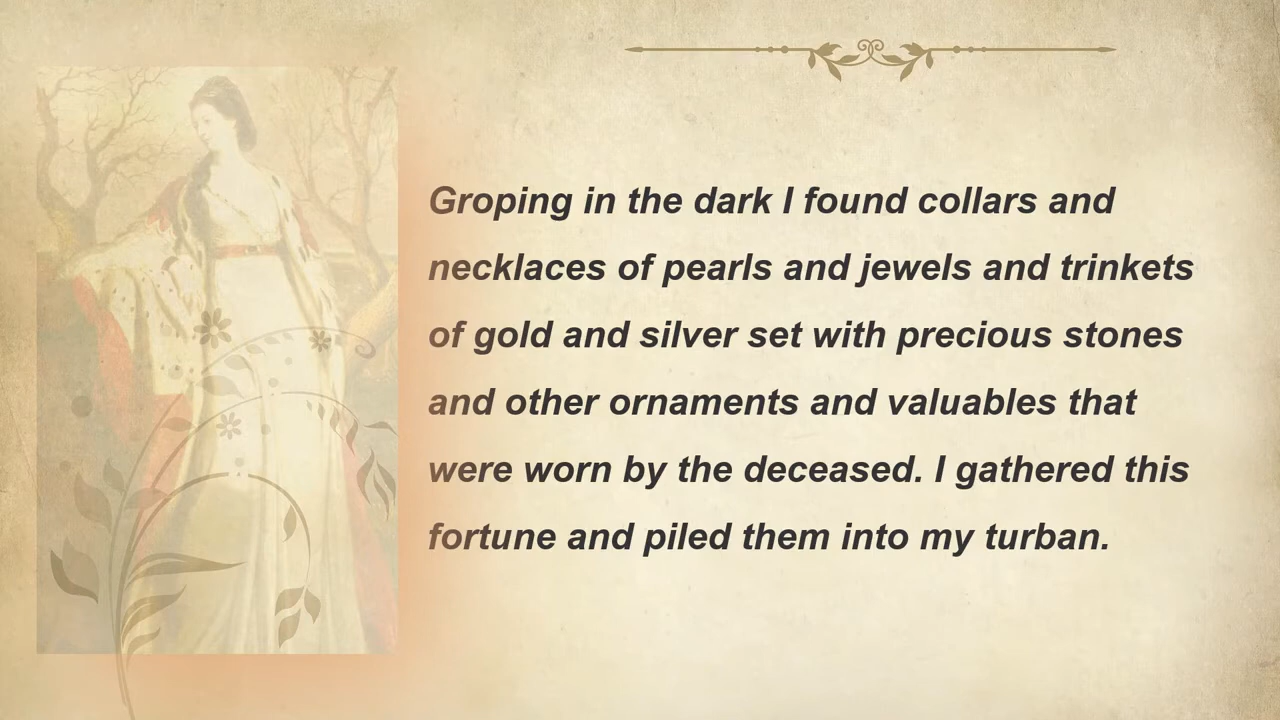 Groping in the dark I found collars and
necklaces of pearls and jewels and trinkets
of gold and silver set with precious stones
and other ornaments and valuables that
were worn by the deceased. I gathered this
fortune and piled them into my turban.